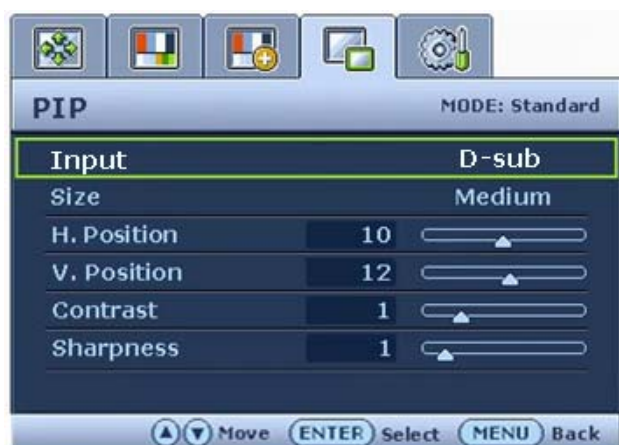 PIP MODE: Standard
Input D-sub
Size Medium
H. Position 10
V. Position 12
Contrast 1
Sharpness 1
Move ENTER Select MENU Back